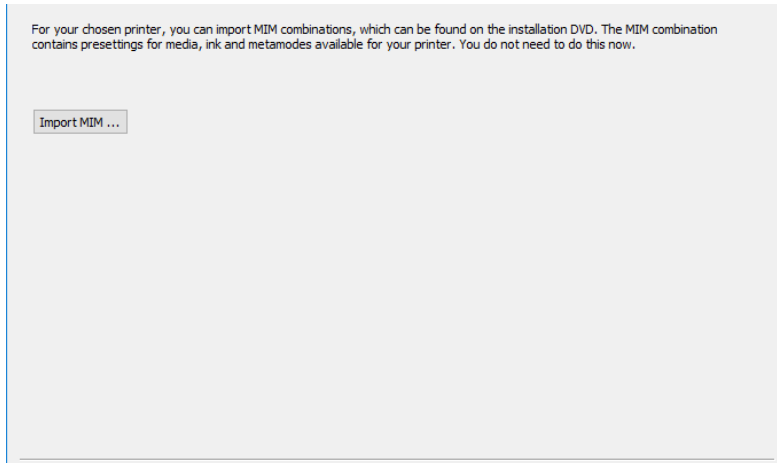 For your chosen printer, you can import MIM combinations, which can be found on the installation DVD. The MIM combination
contains presettings for media, ink and metamodes available for your printer. You do not need to do this now.
Import MIM ...